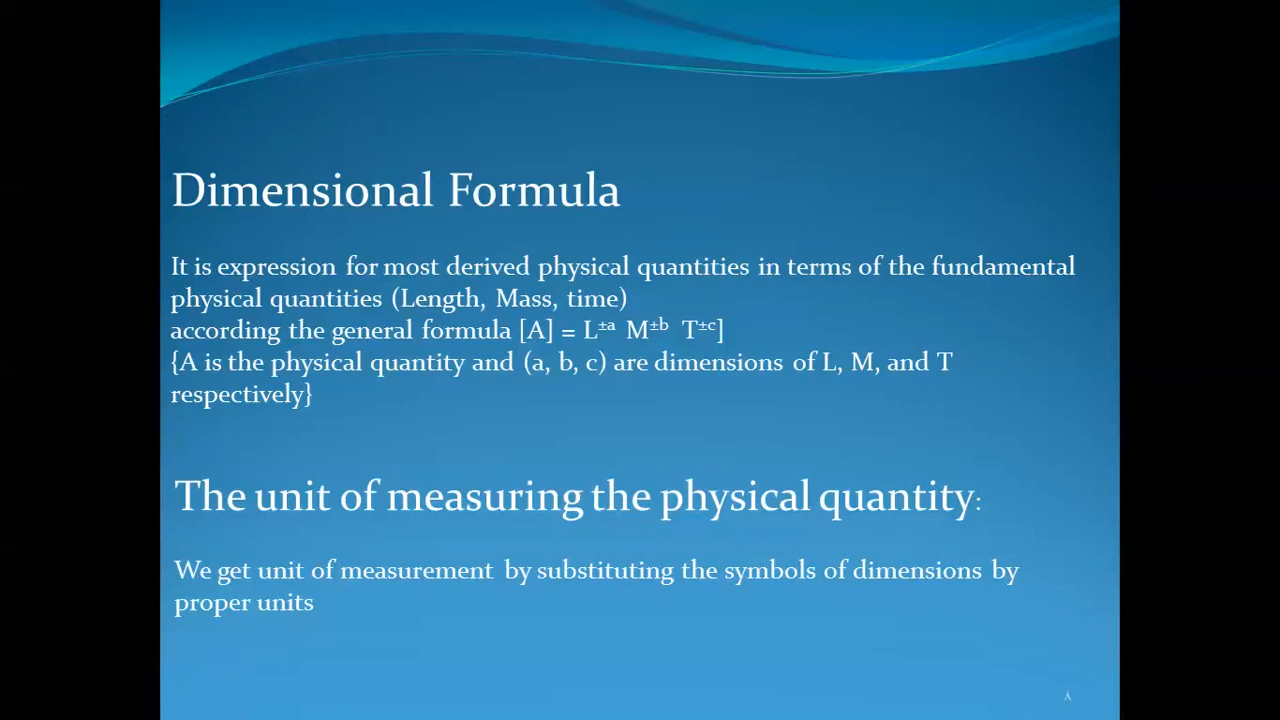 Dimensional Formula
It is expression for most derived physical quantities in terms of the fundamental
physical quantities (Length, Mass, time)
according the general formula [A] = L±a M±b T±c]
{A is the physical quantity and (a, b, c) are dimensions of L, M, and T
respectively}
The unit of measuring the physical quantity:
We get unit of measurement by substituting the symbols of dimensions by
proper units
٨